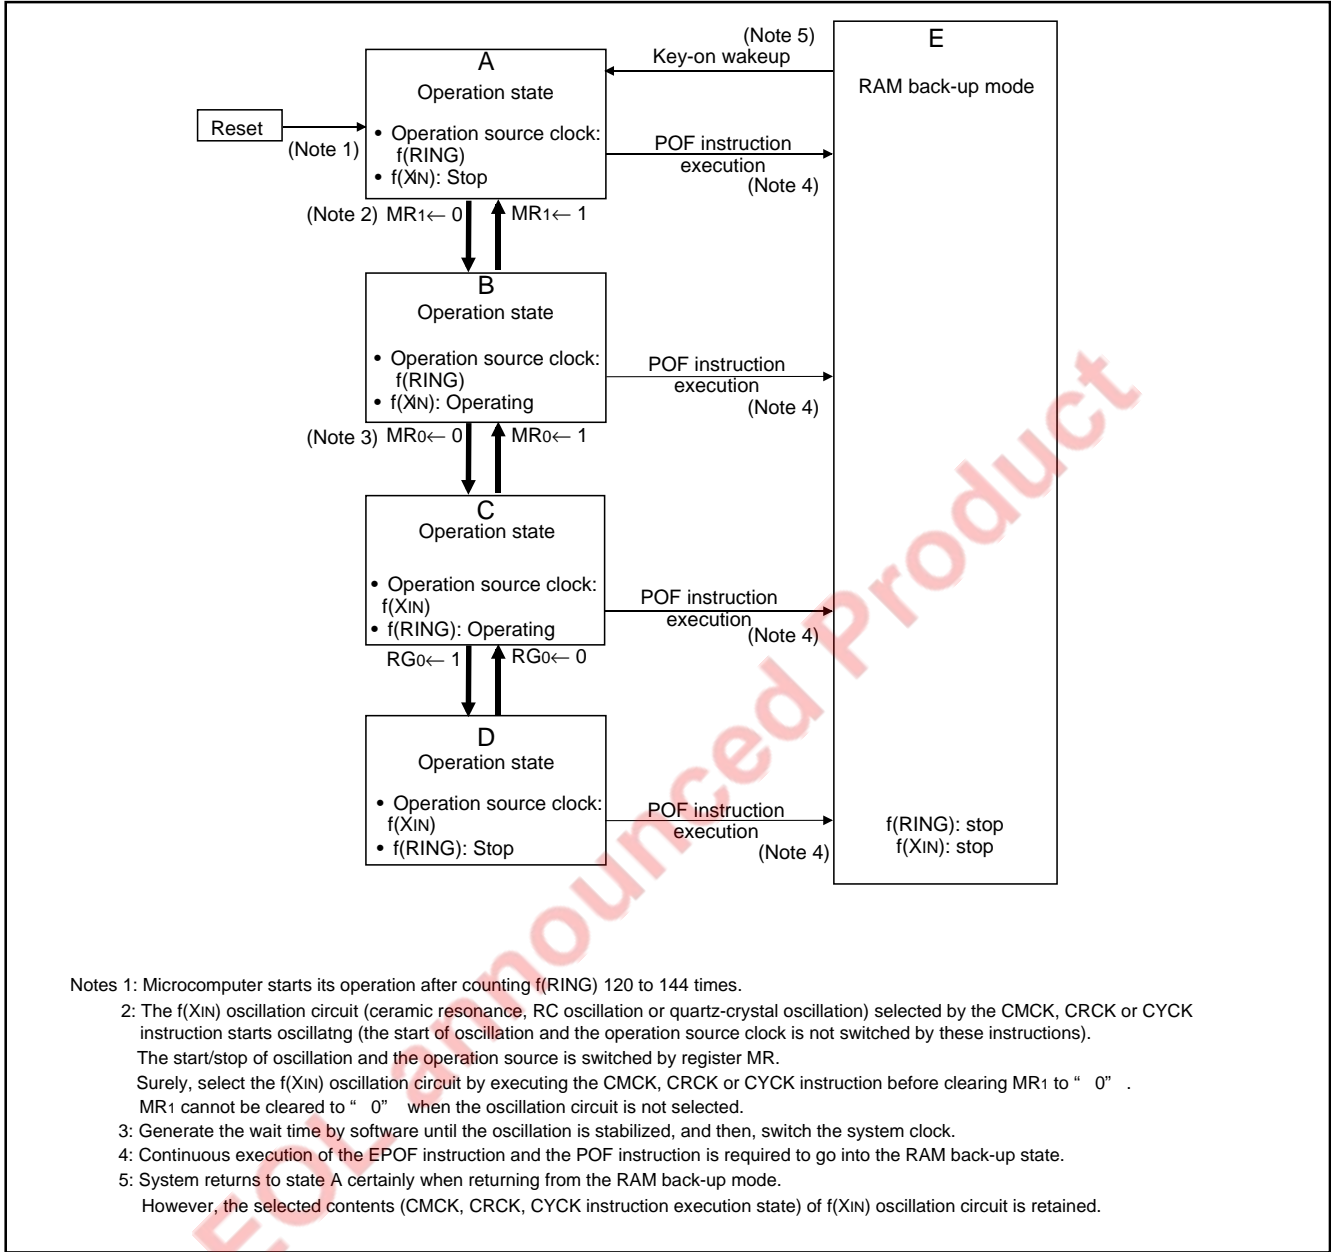 (Note 5)
Key-on wakeup
E
RAM back-up mode
A
Operation state
• Operation source clock:
f(RING)
• f(XIN): Stop
Reset
(Note 1)
POF instruction
execution
(Note 4)
(Note 2) MR1← 0
MR1← 1
B
Operation state
• Operation source clock:
f(RING)
• f(XIN): Operating
POF instruction
execution
(Note 4)
(Note 3) MR0← 0
MR0← 1
C
Operation state
• Operation source clock:
f(XIN)
• f(RING): Operating
POF instruction
execution
(Note 4)
RG0← 1
RG0← 0
D
Operation state
• Operation source clock:
f(XIN)
• f(RING): Stop
POF instruction
execution
(Note 4)
f(RING): stop
f(XIN): stop
EOL announced Product
Notes 1: Microcomputer starts its operation after counting f(RING) 120 to 144 times.
2: The f(XIN) oscillation circuit (ceramic resonance, RC oscillation or quartz-crystal oscillation) selected by the CMCK, CRCK or CYCK
instruction starts oscillatng (the start of oscillation and the operation source clock is not switched by these instructions).
The start/stop of oscillation and the operation source is switched by register MR.
Surely, select the f(XIN) oscillation circuit by executing the CMCK, CRCK or CYCK instruction before clearing MR1 to “ 0” .
MR1 cannot be cleared to “ 0” when the oscillation circuit is not selected.
3: Generate the wait time by software until the oscillation is stabilized, and then, switch the system clock.
4: Continuous execution of the EPOF instruction and the POF instruction is required to go into the RAM back-up state.
5: System returns to state A certainly when returning from the RAM back-up mode.
However, the selected contents (CMCK, CRCK, CYCK instruction execution state) of f(XIN) oscillation circuit is retained.